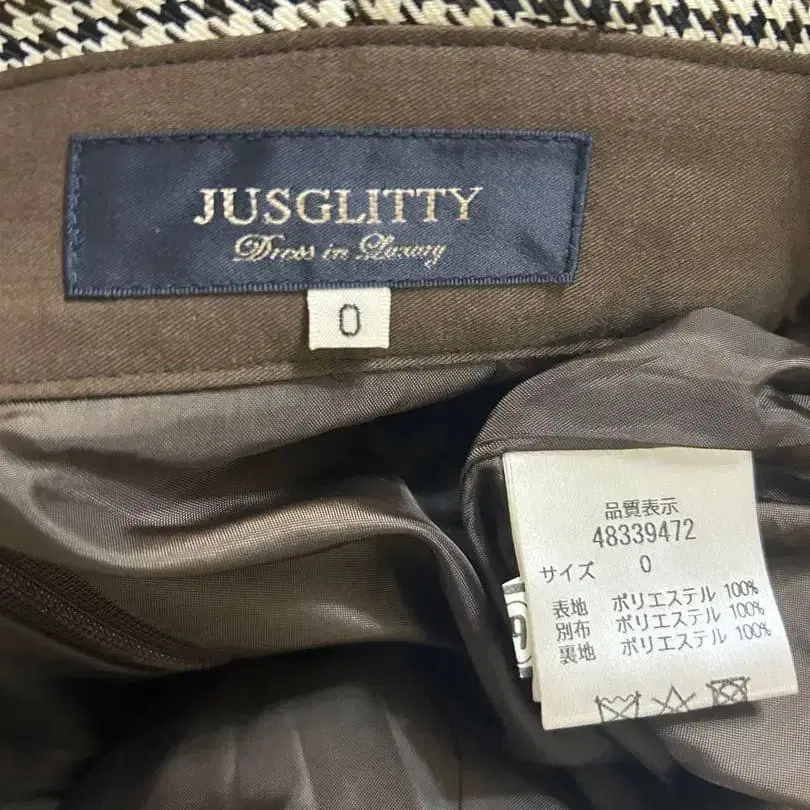 JUSGLITTY
Dress in Luxury
0
品質表示
48339472
サイズ 0
表地 ポリエステル 100%
別布 ポリエステル 100%
裏地 ポリエステル 100%